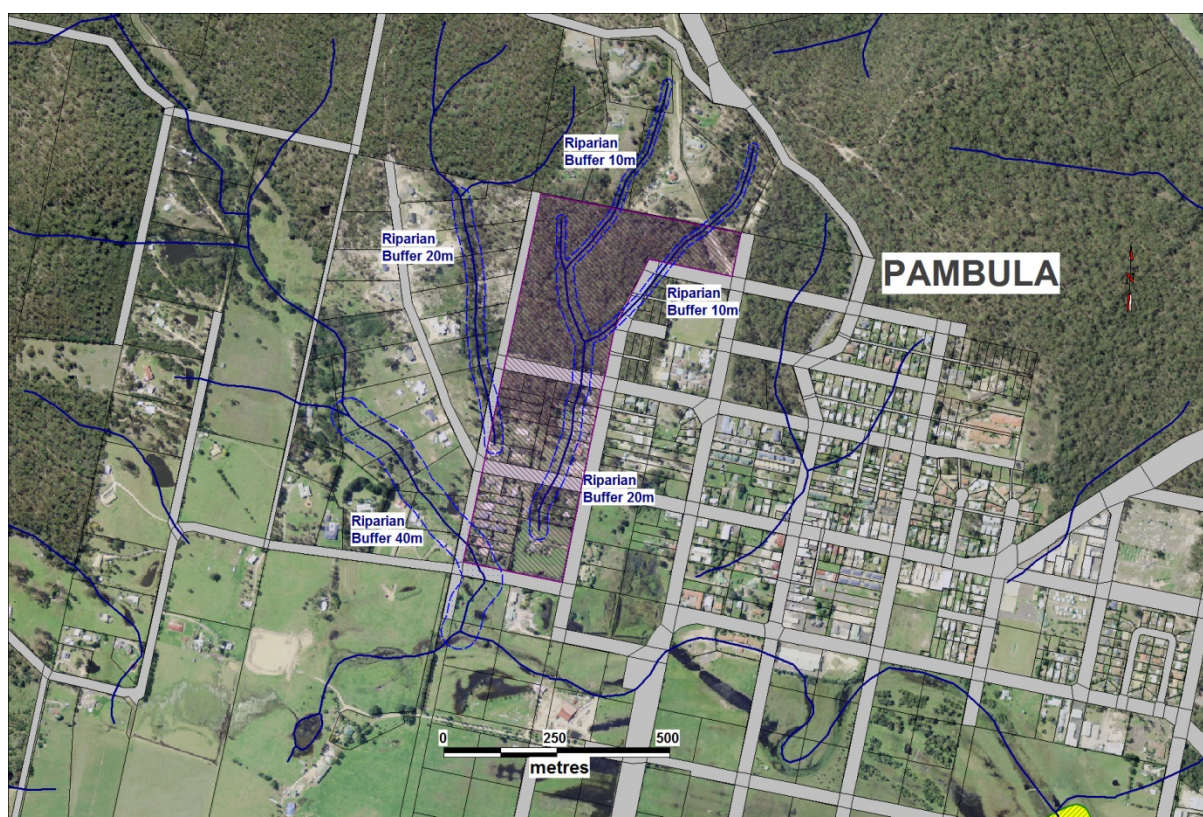 Riparian
Buffer 10m
Riparian
Buffer 20m
PAMBULA
Riparian
Buffer 10m
Riparian
Buffer 20m
Riparian
Buffer 40m
0
250
500
metres